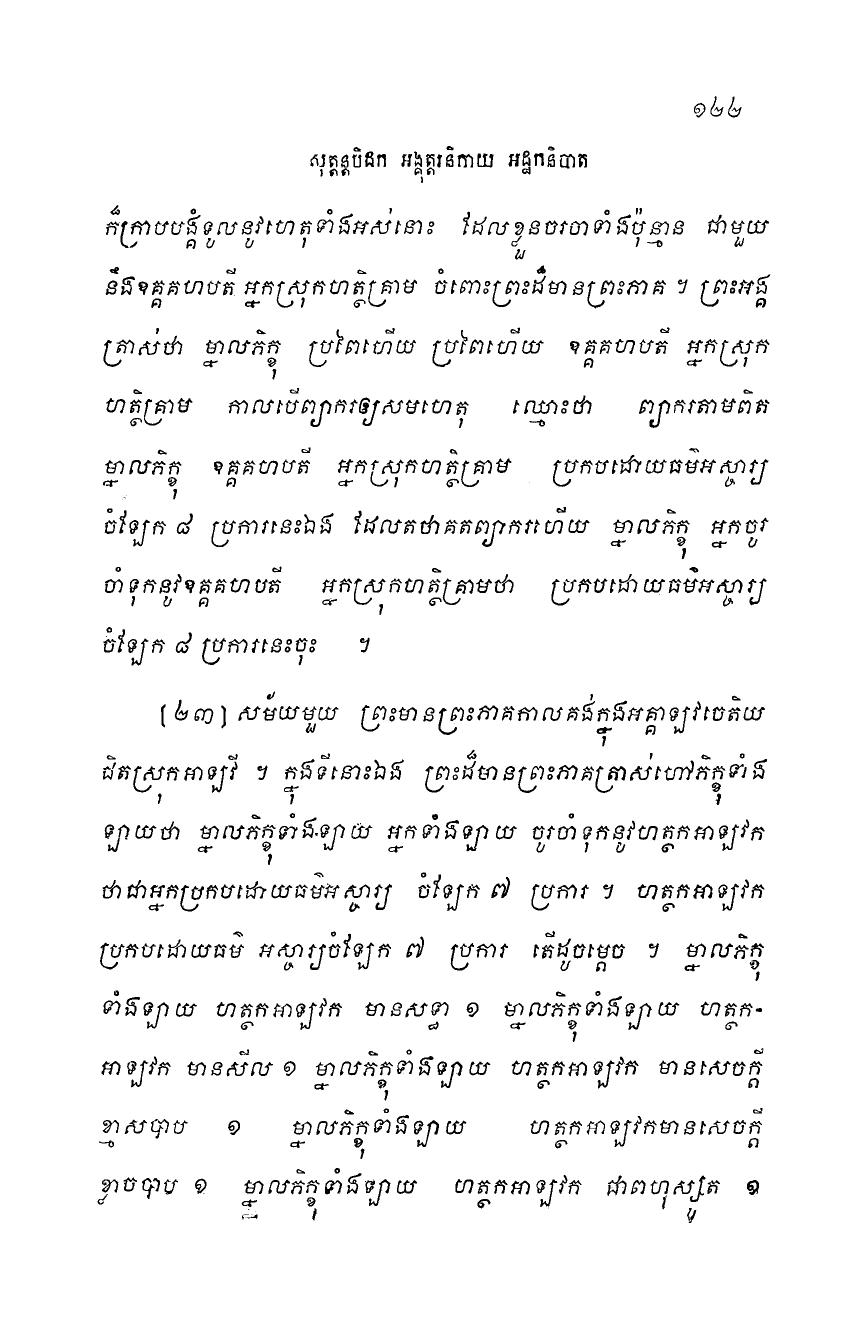 ១២២
សុត្តន្តបិដក អង្គុត្តរនិកាយ អដ្ឋកនិបាត
ក៏ក្រាបបង្គំទូលនូវហេតុទាំងអស់នោះ ដែលខ្លួនចរចាទាំងប៉ុន្មាន ជាមួយ
នឹងឧគ្គគហបតី អ្នកស្រុកហត្ថិគ្រាម ចំពោះព្រះដ៏មានព្រះភាគ ។ ព្រះអង្គ
ត្រាស់ថា ម្នាលភិក្ខុ ប្រពៃហើយ ប្រពៃហើយ ឧគ្គគហបតី អ្នកស្រុក
ហត្ថិគ្រាម កាលបើព្យាករឲ្យសមហេតុ ឈ្មោះថា ព្យាករតាមពិត
ម្នាលភិក្ខុ ឧគ្គគហបតី អ្នកស្រុកហត្ថិគ្រាម ប្រកបដោយធម៌អស្ចារ្យ
ចំឡែក ៨ ប្រការនេះឯង ដែលតថាគតព្យាករហើយ ម្នាលភិក្ខុ អ្នកចូរ
ចាំទុកនូវឧគ្គគហបតី អ្នកស្រុកហត្ថិគ្រាមថា ប្រកបដោយធម៌អស្ចារ្យ
ចំឡែក ៨ ប្រការនេះចុះ ។
[២៣] សម័យមួយ ព្រះមានព្រះភាគកាលគង់ក្នុងអគ្គាឡវចេតិយ
ជិតស្រុកអាឡវី ។ ក្នុងទីនោះឯង ព្រះដ៏មានព្រះភាគត្រាស់ហៅភិក្ខុទាំង
ឡាយថា ម្នាលភិក្ខុទាំងឡាយ អ្នកទាំងឡាយ ចូរចាំទុកនូវហត្ថកអាឡវក
ថាជាអ្នកប្រកបដោយធម៌អស្ចារ្យ ចំឡែក ៧ ប្រការ ។ ហត្ថកអាឡវក
ប្រកបដោយធម៌ អស្ចារ្យចំឡែក ៧ ប្រការ តើដូចម្តេច ។ ម្នាលភិក្ខុ
ទាំងឡាយ ហត្ថកអាឡវក មានសទ្ធា ១ ម្នាលភិក្ខុទាំងឡាយ ហត្ថក-
អាឡវក មានសីល ១ ម្នាលភិក្ខុទាំងឡាយ ហត្ថកអាឡវក មានសេចក្តី
ខ្មាសបាប ១ ម្នាលភិក្ខុទាំងឡាយ ហត្ថកអាឡវកមានសេចក្តី
ខ្លាចបាប ១ ម្នាលភិក្ខុទាំងឡាយ ហត្ថកអាឡវក ជាពហុស្សូត ១